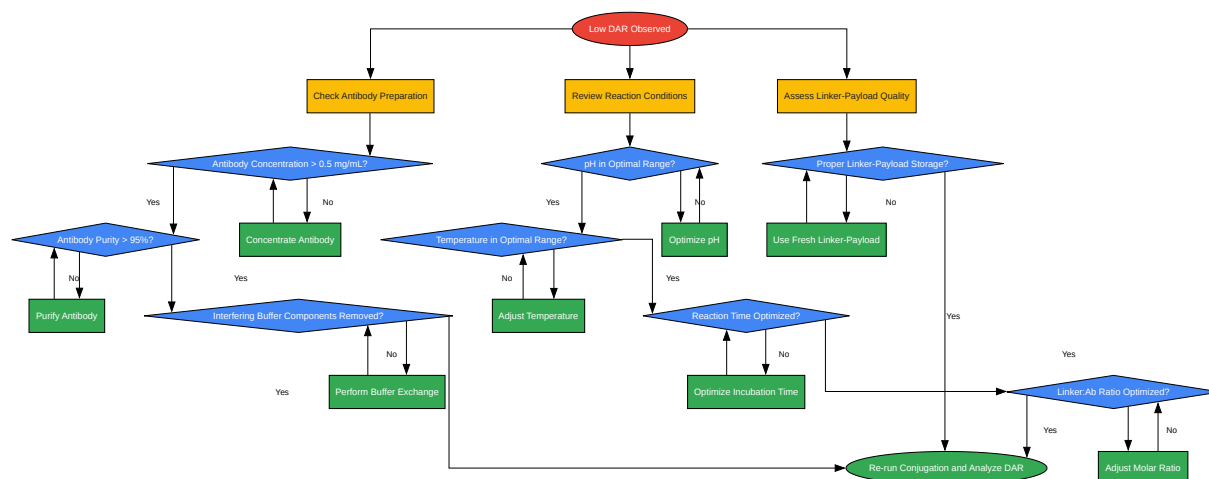 Low DAR Observed
Check Antibody Preparation
Review Reaction Conditions
Assess Linker-Payload Quality
Antibody Concentration > 0.5 mg/mL?
pH in Optimal Range?
Proper Linker-Payload Storage?
Yes
No
Yes
No
No
Antibody Purity > 95%?
Concentrate Antibody
Temperature in Optimal Range?
Optimize pH
Use Fresh Linker-Payload
No
Yes
No
Yes
Purify Antibody
Interfering Buffer Components Removed?
Adjust Temperature
Reaction Time Optimized?
Yes
No
No
Yes
Yes
Perform Buffer Exchange
Optimize Incubation Time
Linker:Ab Ratio Optimized?
Yes
No
Re-run Conjugation and Analyze DAR
Adjust Molar Ratio